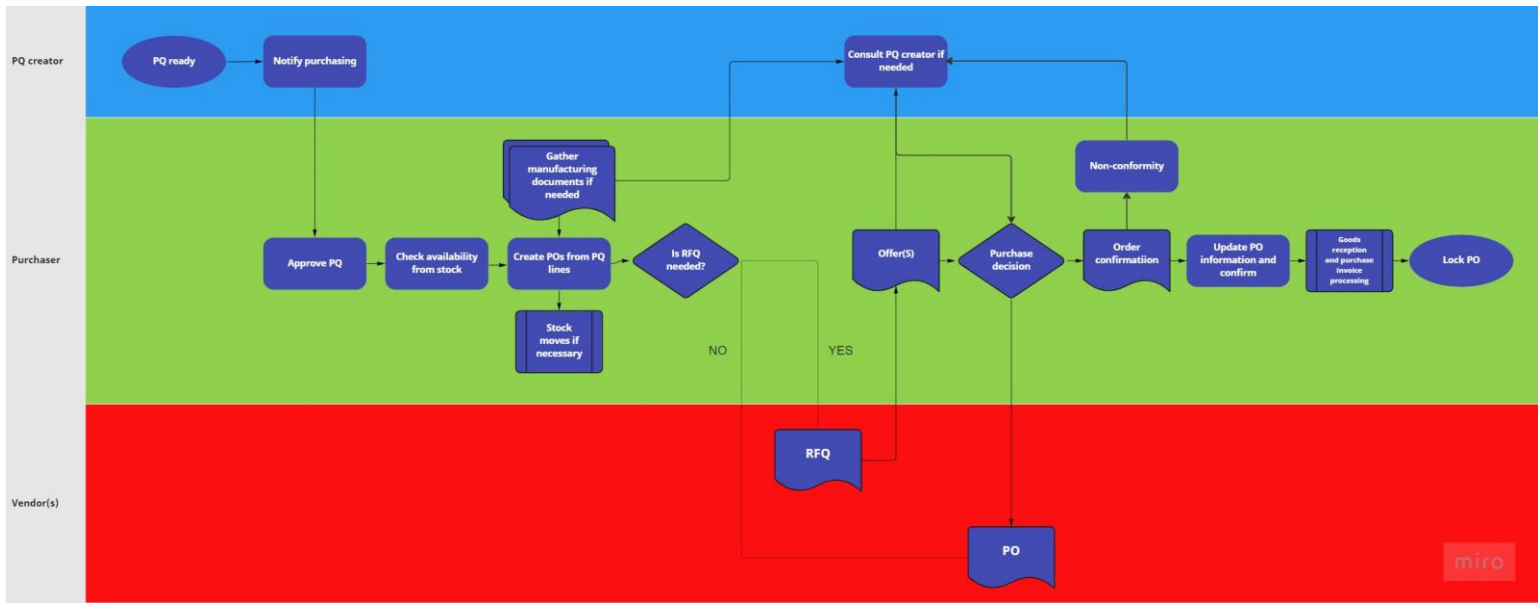 PQ creator
PQ ready
Notify purchasing
Consult PQ creator if
needed
Purchaser
Gather
manufacturing
documents if
needed
Non-conformity
Approve PQ
Check availability
from stock
Create POs from PQ
lines
Is RFQ
needed?
Offer(S)
Purchase
decision
Order
confirmatiion
Update PO
information and
confirm
Goods
reception
and purchase
invoice
processing
Lock PO
Stock
moves if
necessary
NO
YES
Vendor(s)
RFQ
PO
miro